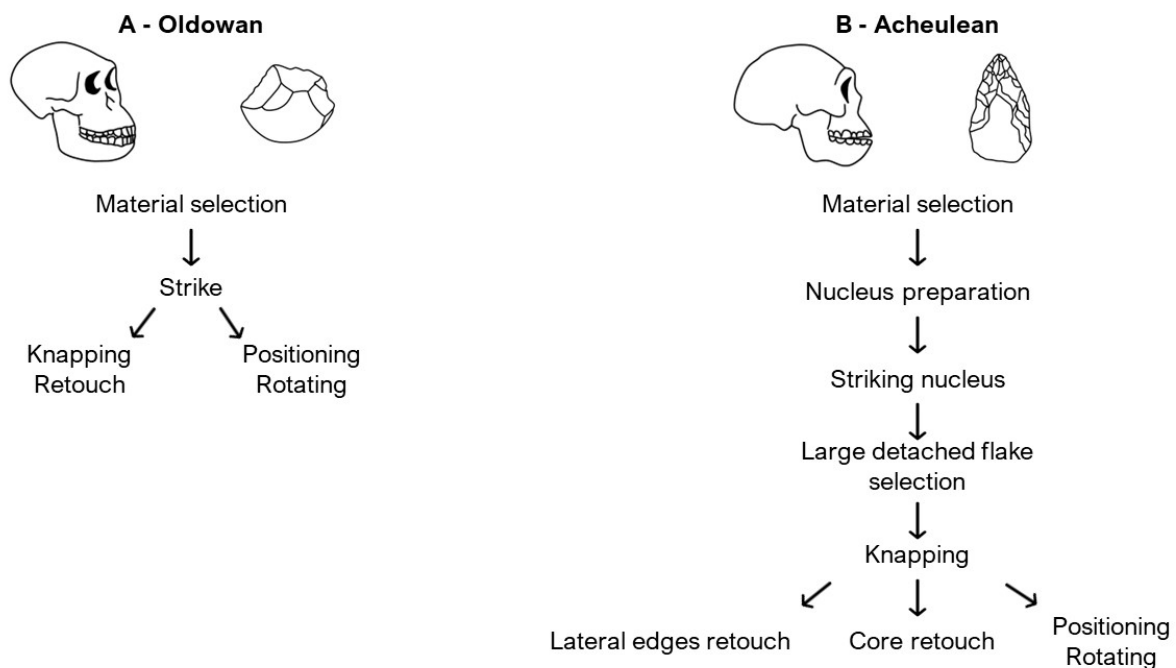 A - Oldowan
Material selection
Strike
Knapping
Retouch
Positioning
Rotating
B - Acheulean
Material selection
Nucleus preparation
Striking nucleus
Large detached flake
selection
Knapping
Lateral edges retouch
Core retouch
Positioning
Rotating